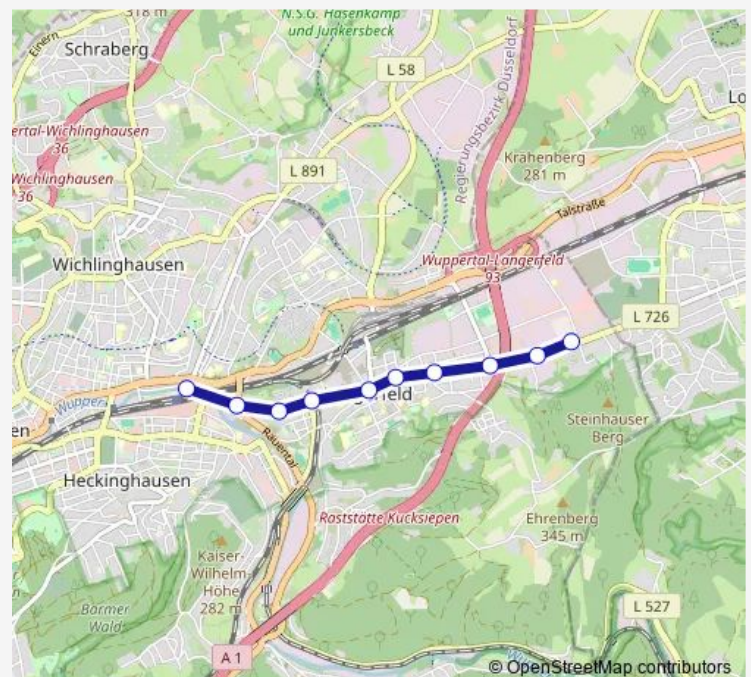 318 m
N.S.G. Hasenkamp
und Junkersbeck
Einern
Schraberg
L 58
Regierungsbezirk Düsseldorf
Lo
ertal-Wichlinghausen
36
Krähenberg
281 m
L 891
Wichlinghausen
36
Talstraße
Wichlinghausen
Wuppertal-Langerfeld
93
L 726
Wupper
feld
en
Rauental
Steinhauser
Berg
Heckinghausen
Raststätte Kucksiepen
Ehrenberg
345 m
Kaiser-
Wilhelm-
Höhe
282 m
Barmer
Wald
L 527
A 1
© OpenStreetMap contributors